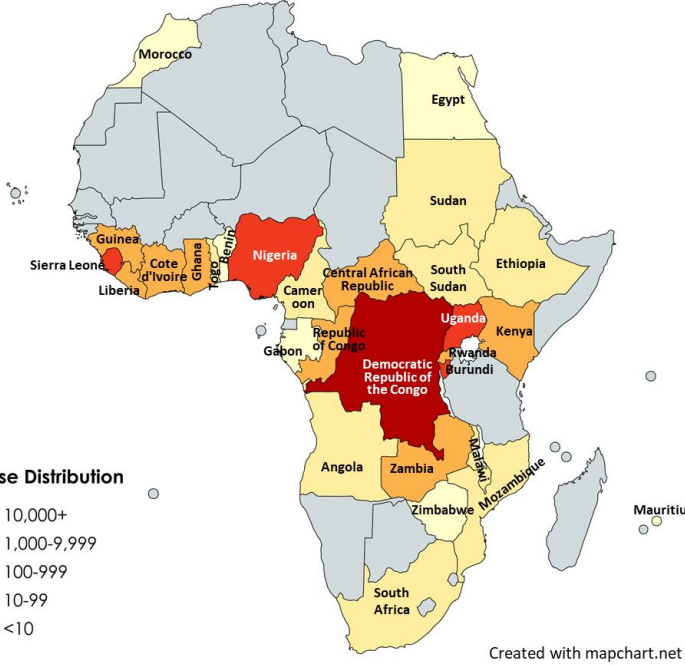 Morocco
Egypt
Sudan
Guinea
Sierra Leone
Liberia
Cote
d'Ivoire
Ghana
Togo
Benin
Nigeria
Camer
oon
Central African
Republic
South
Sudan
Ethiopia
Gabon
Republic
of Congo
Uganda
Kenya
Rwanda
Burundi
Democratic
Republic of
the Congo
Angola
Zambia
Malawi
Mozambique
Zimbabwe
Mauritiu
South
Africa
se Distribution
10,000+
1,000-9,999
100-999
10-99
<10
Created with mapchart.net